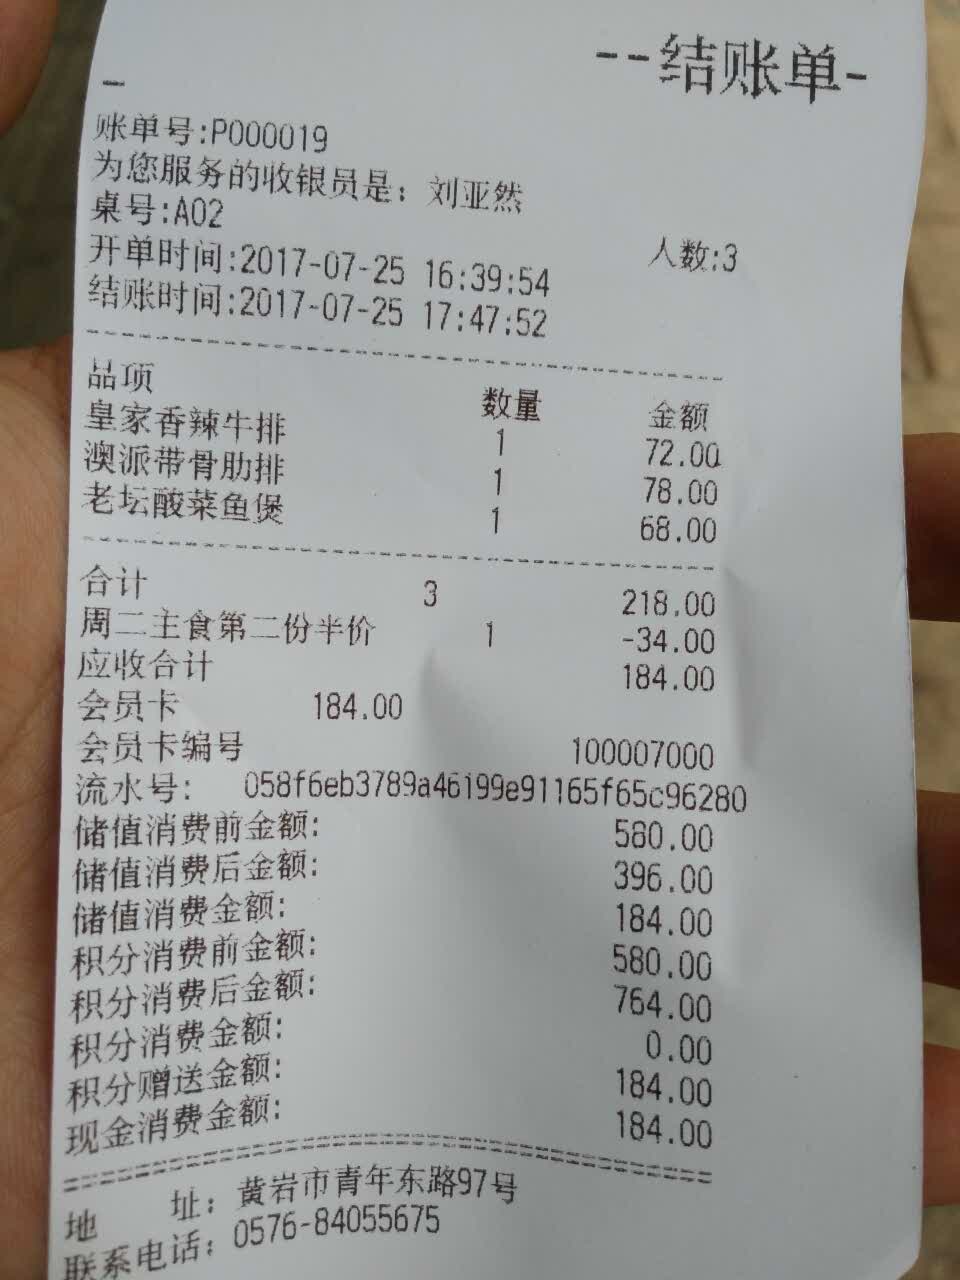 --结账单-
-
账单号:P000019
为您服务的收银员是: 刘亚然
桌号:A02 人数:3
开单时间:2017-07-25 16:39:54
结账时间:2017-07-25 17:47:52
品项 数量 金额
皇家香辣牛排 1 72.00
澳派带骨肋排 1 78.00
老坛酸菜鱼煲 1 68.00
合计 3 218.00
周二主食第二份半价 1 -34.00
应收合计 184.00
会员卡 184.00
会员卡编号 100007000
流水号: 058f6eb3789a46199e91165f65c96280
储值消费前金额: 580.00
储值消费后金额: 396.00
储值消费金额: 184.00
积分消费前金额: 580.00
积分消费后金额: 764.00
积分消费金额: 0.00
积分赠送金额: 184.00
现金消费金额: 184.00
地 址: 黄岩市青年东路97号
联系电话: 0576-84055675